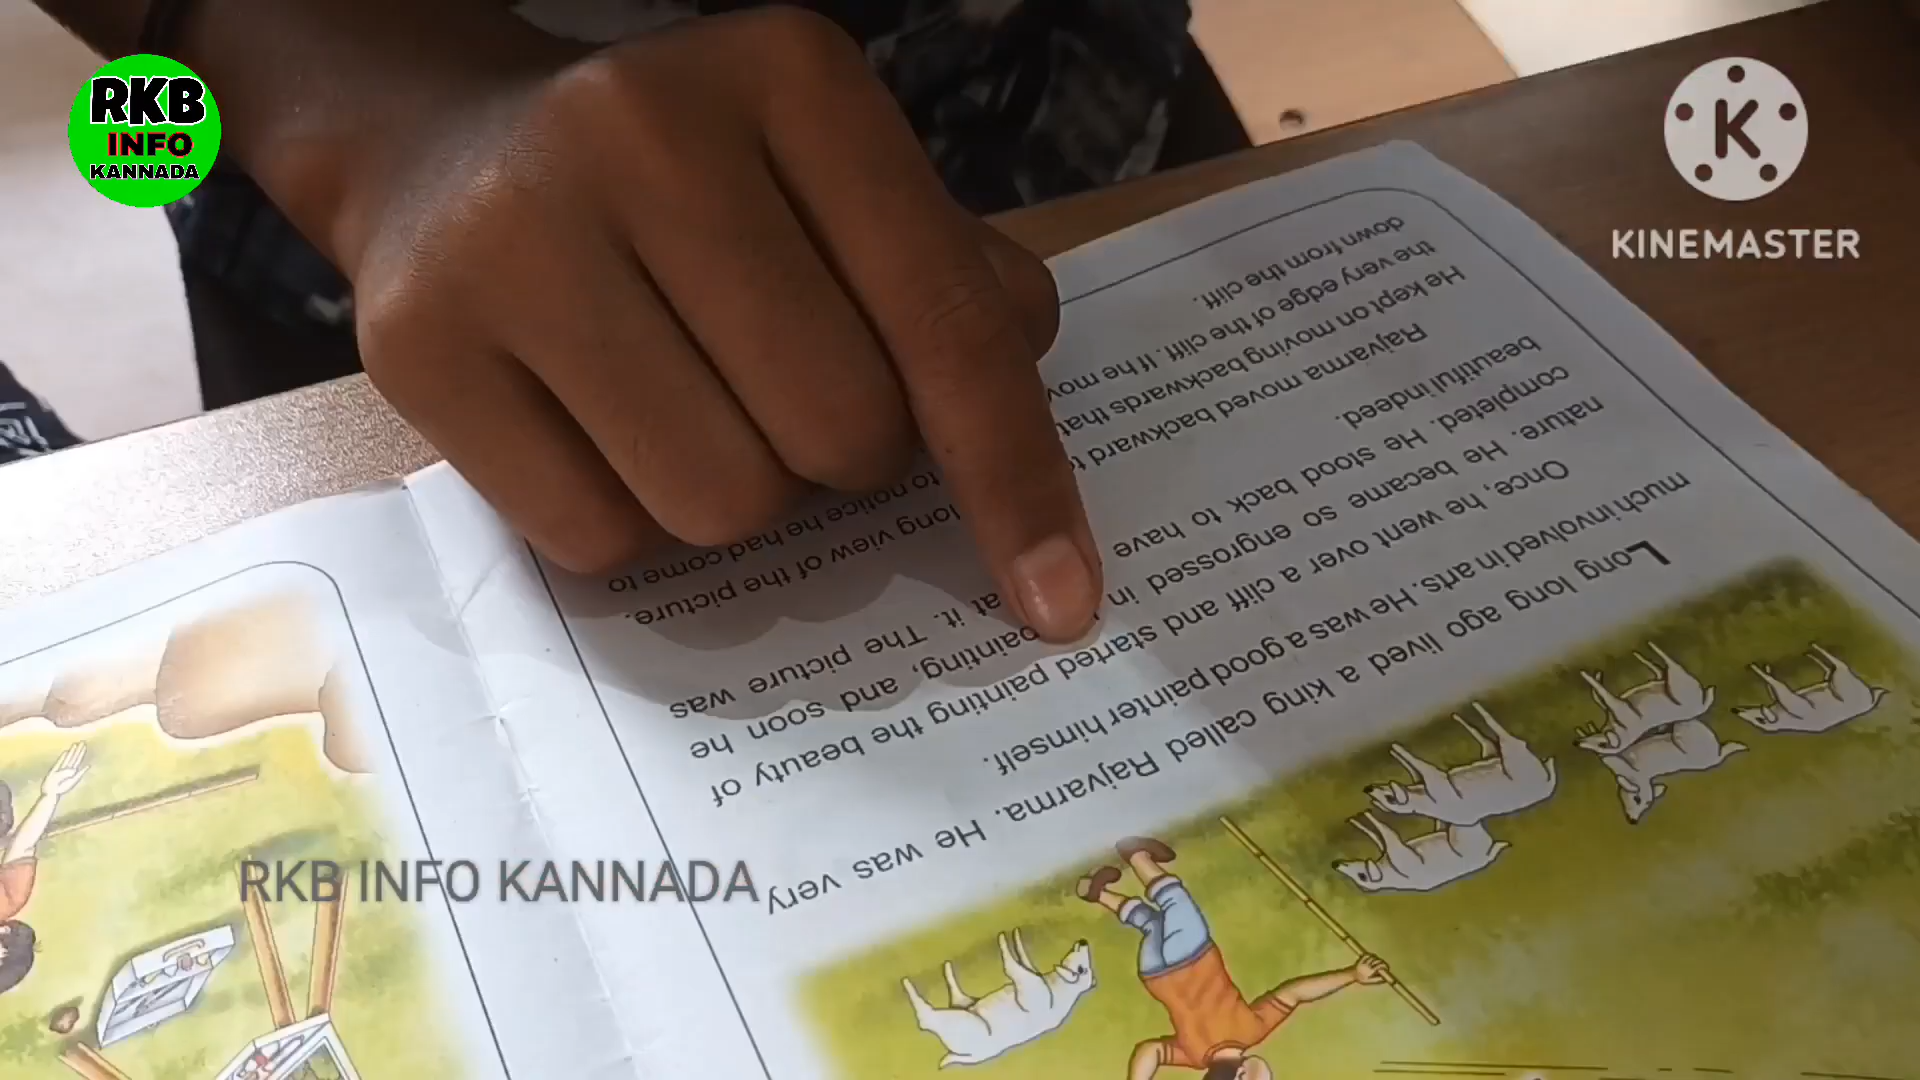 RKB
INFO
KANNADA
KINEMASTER
RKB INFO KANNADA
Long long ago lived a king called Rajvarma. He was very
much involved in arts. He was a good painter himself.
Once, he went over a cliff and started painting the beauty of
nature. He became so engrossed in painting, and soon he
completed. He stood back to have at it. The picture was
beautiful indeed.
Rajvarma moved backward long view of the picture.
He kept on moving backwards that to notice he had come to
the very edge of the cliff. If he
down from the cliff.